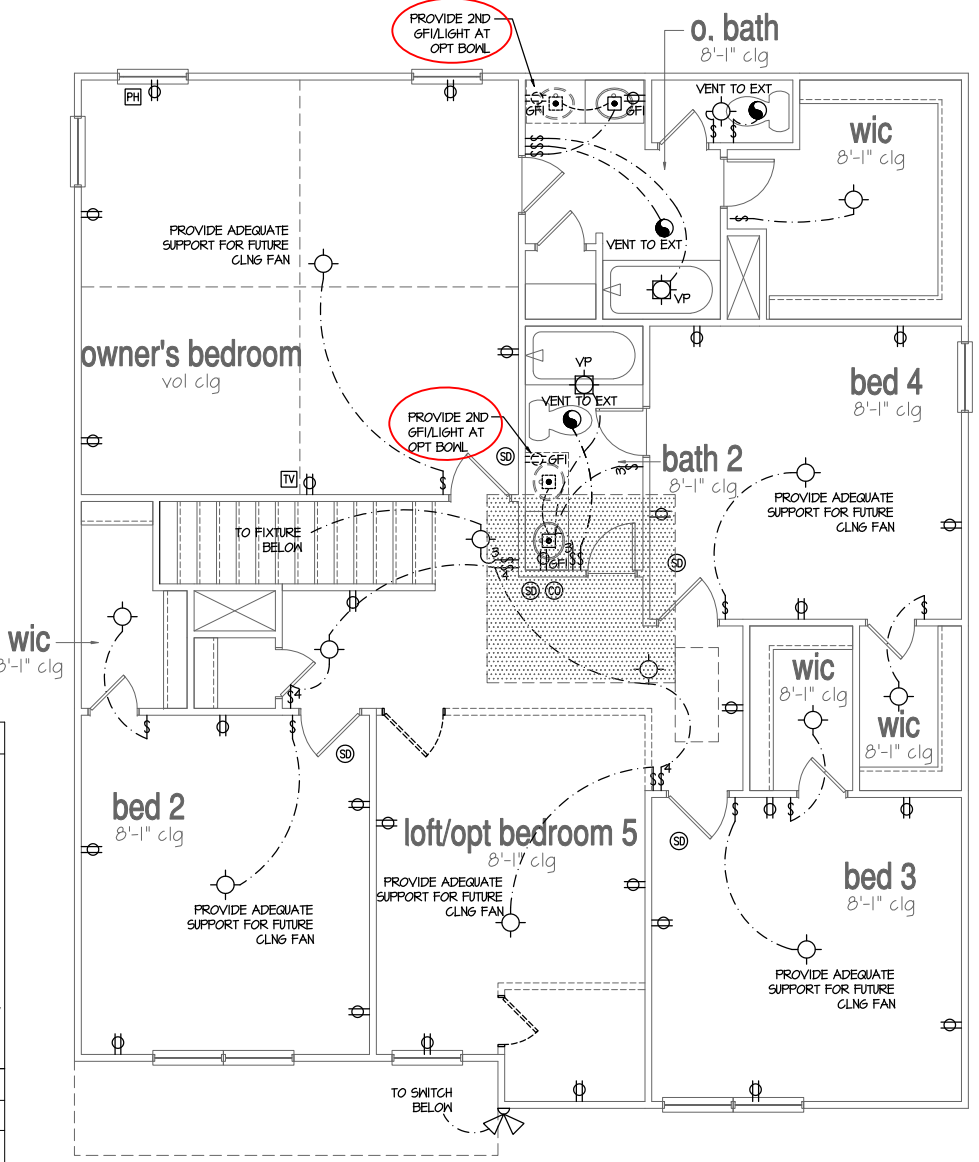 PROVIDE 2ND
GFI/LIGHT AT
OPT BOWL
o. bath
8'-1" clg
PH
GFI
GFI
VENT TO EXT
$
$
wic
8'-1" clg
$
$
$
$
PROVIDE ADEQUATE
SUPPORT FOR FUTURE
CLNG FAN
VENT TO EXT
VP
owner's bedroom
vol clg
VP
VENT TO EXT
bed 4
8'-1" clg
PROVIDE 2ND
GFI/LIGHT AT
OPT BOWL
SD
GFI
3
$
bath 2
8'-1" clg
TV
$
PROVIDE ADEQUATE
SUPPORT FOR FUTURE
CLNG FAN
TO FIXTURE
BELOW
3
$
$
4
3
$
$
GFI
SD
SD
CO
$
$
wic
8'-1" clg
$
4
wic
8'-1" clg
wic
8'-1" clg
$
$
SD
4
$
$
$
$
SD
bed 2
8'-1" clg
loft/opt bedroom 5
8'-1" clg
bed 3
8'-1" clg
PROVIDE ADEQUATE
SUPPORT FOR FUTURE
CLNG FAN
PROVIDE ADEQUATE
SUPPORT FOR FUTURE
CLNG FAN
PROVIDE ADEQUATE
SUPPORT FOR FUTURE
CLNG FAN
TO SWITCH
BELOW